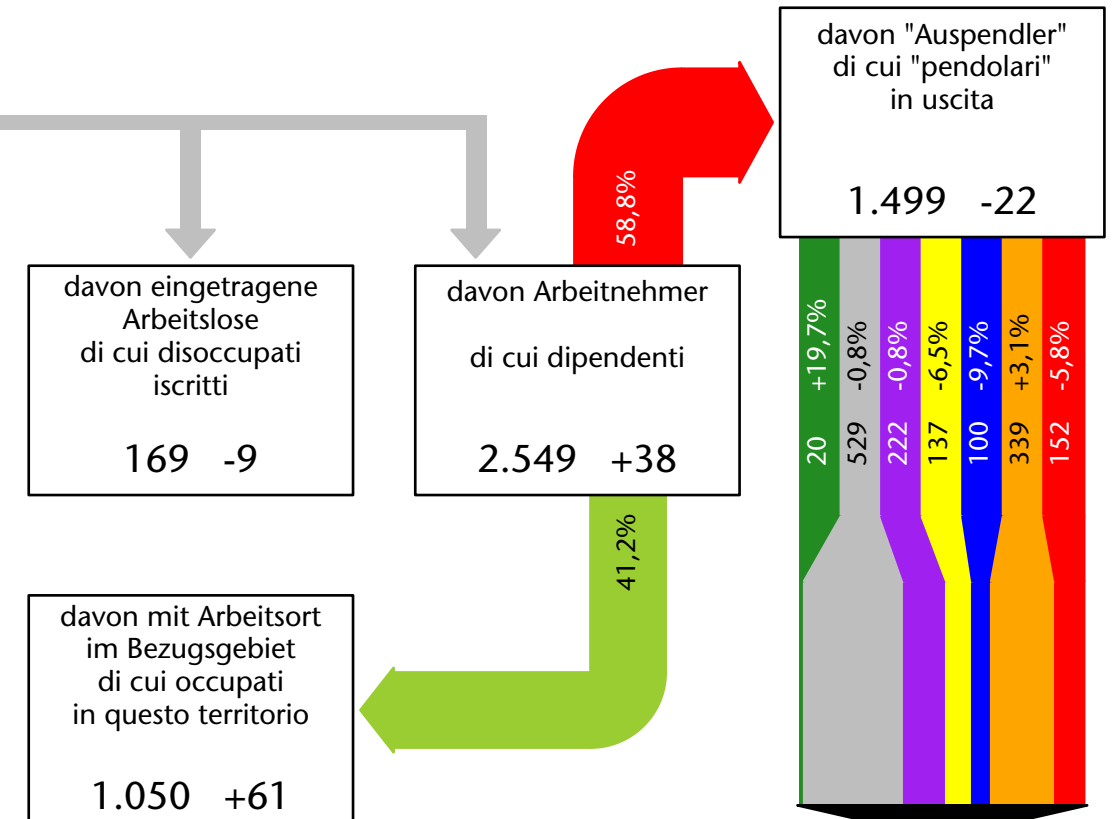 davon "Auspendler"
di cui "pendolari"
in uscita
1.499 -22
58,8%
davon eingetragene
Arbeitslose
di cui disoccupati
iscritti
169 -9
davon Arbeitnehmer
di cui dipendenti
2.549 +38
20 +19,7%
529 -0,8%
222 -0,8%
137 -6,5%
100 -9,7%
339 +3,1%
152 -5,8%
41,2%
davon mit Arbeitsort
im Bezugsgebiet
di cui occupati
in questo territorio
1.050 +61